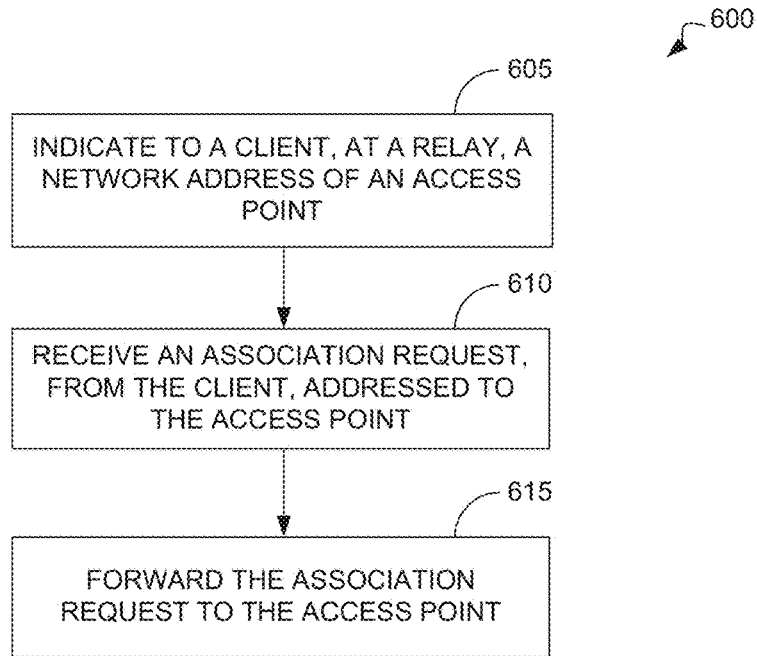 600
605
INDICATE TO A CLIENT, AT A RELAY, A
NETWORK ADDRESS OF AN ACCESS
POINT
610
RECEIVE AN ASSOCIATION REQUEST,
FROM THE CLIENT, ADDRESSED TO
THE ACCESS POINT
615
FORWARD THE ASSOCIATION
REQUEST TO THE ACCESS POINT